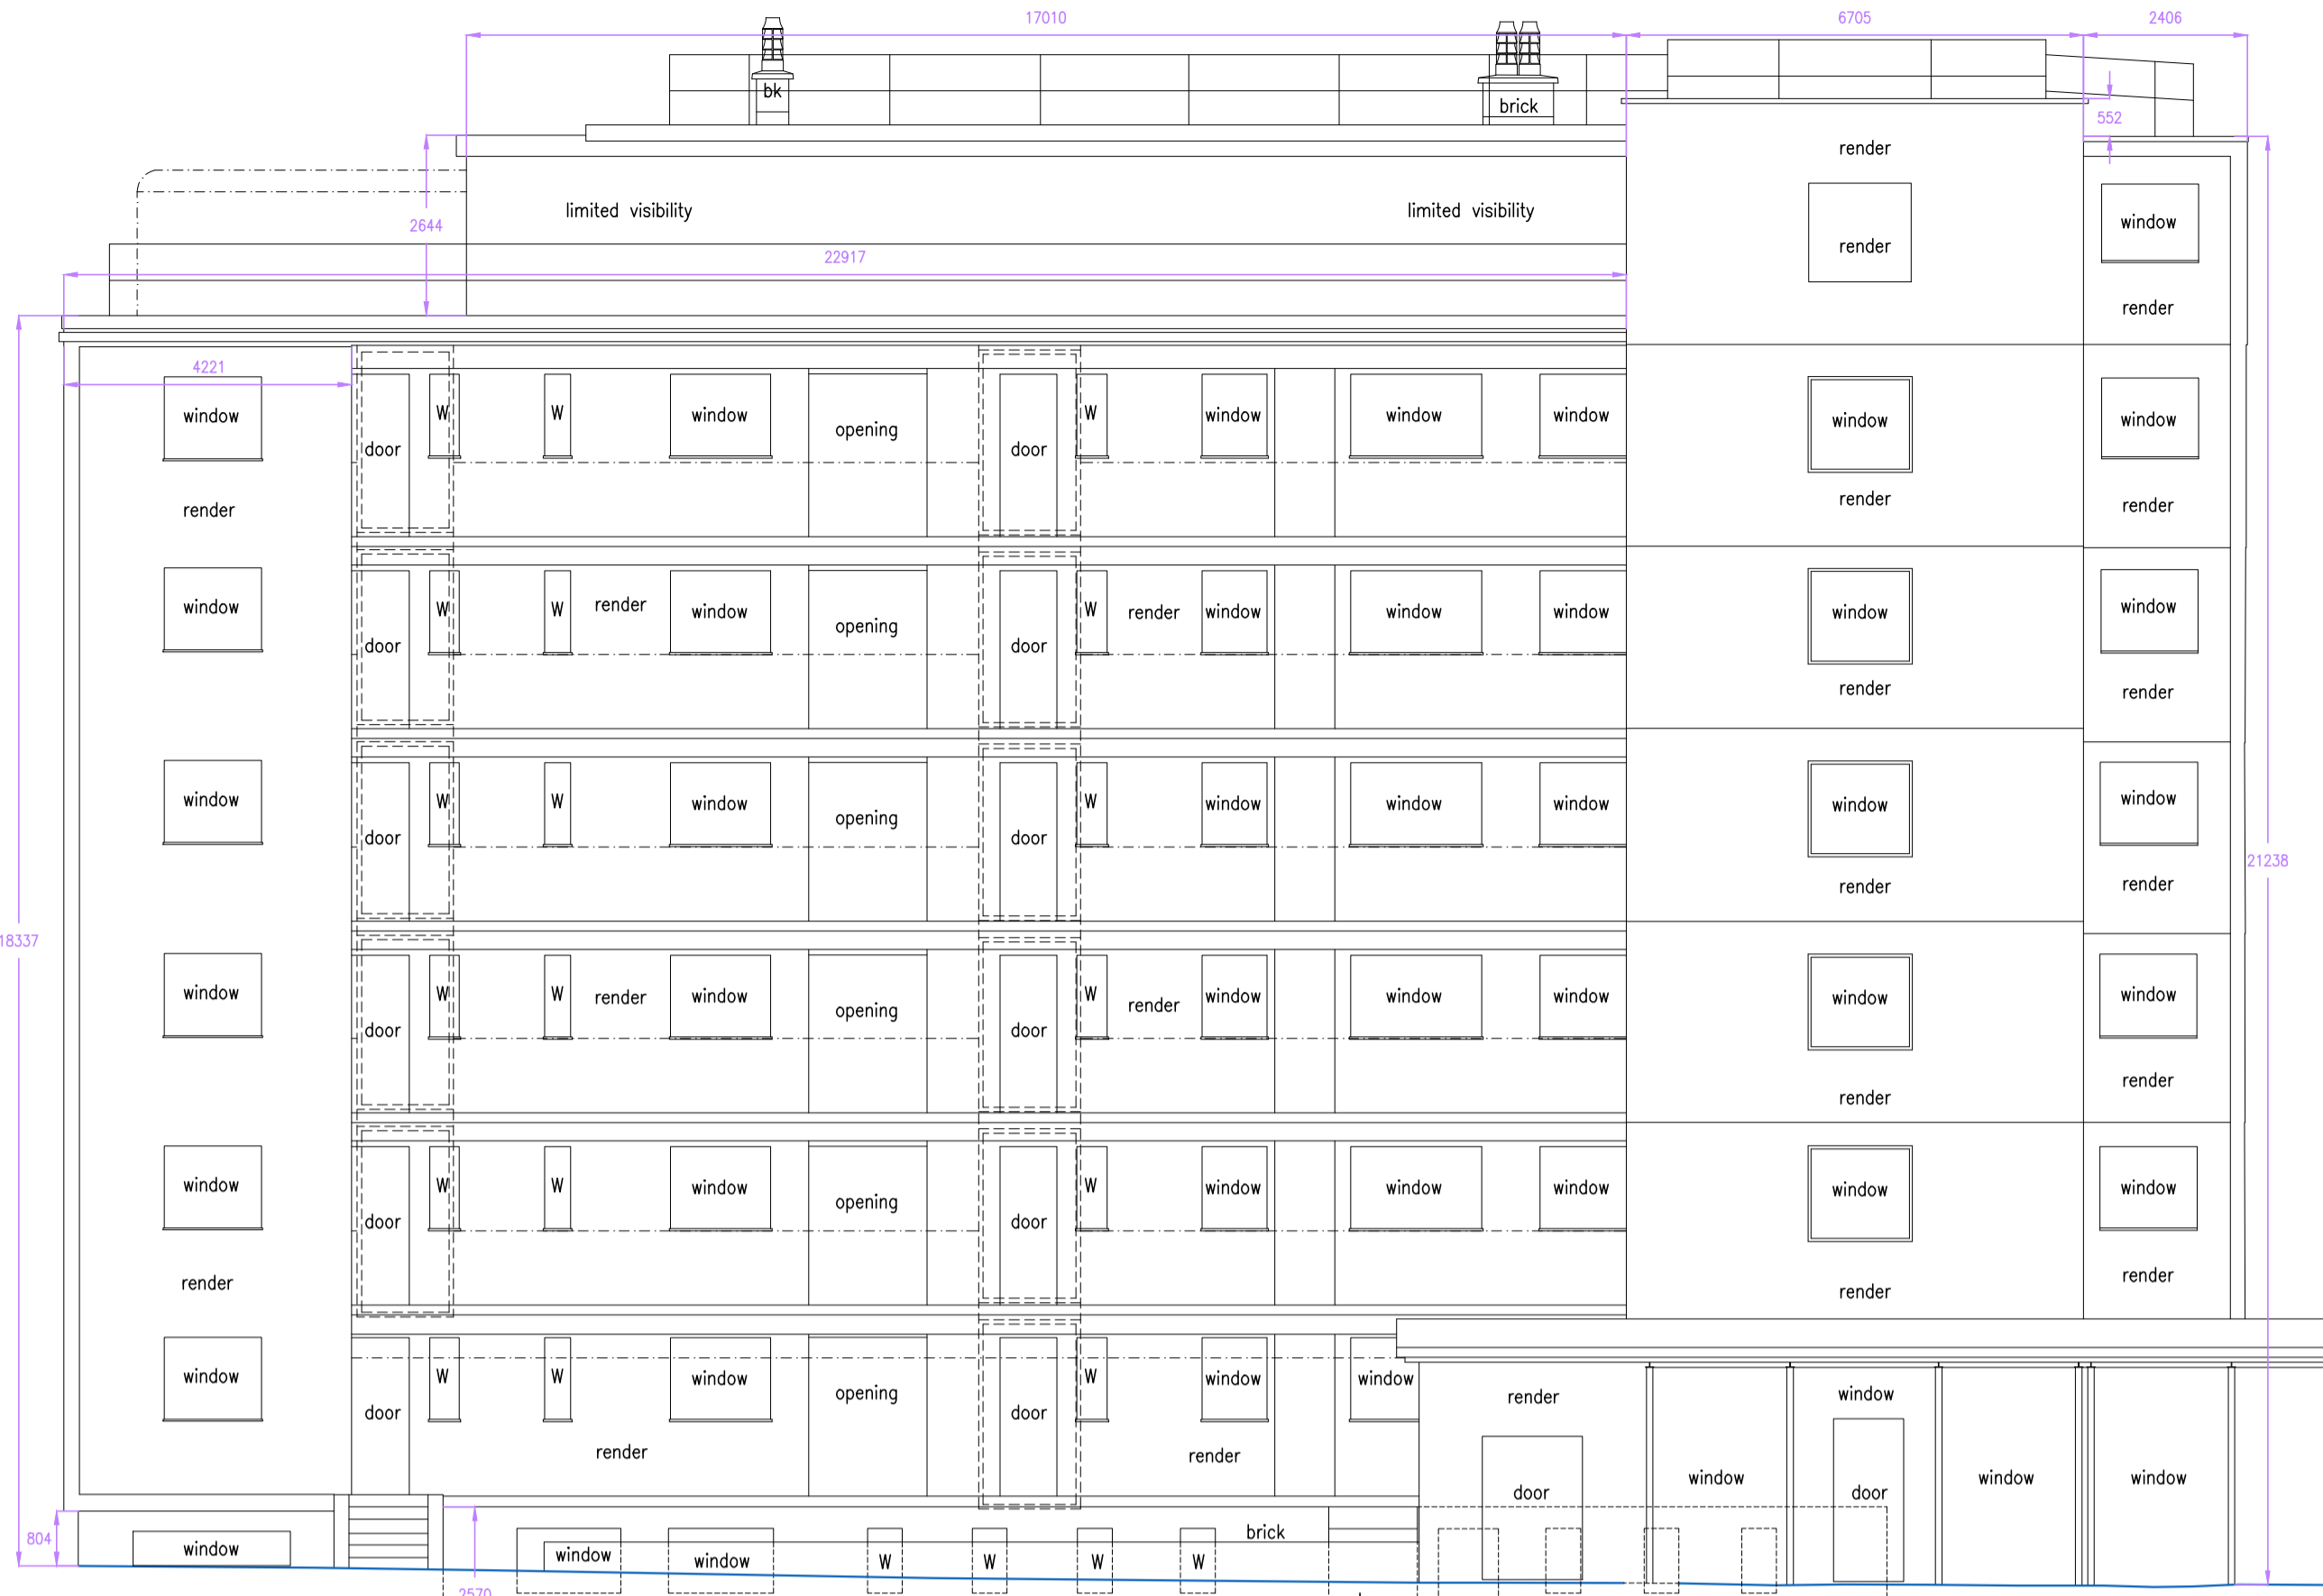 17010 6705 2406
bk brick
552
render
limited visibility limited visibility window
2644
render
22917
render
4221
window W W window W window window window window window
opening
door door
render render
render
window W W render window W render window window window window window
opening
door door
render render
window W W window W window window window window window
opening
door door
21238
render render
18337
window W W render window W render window window window window window
opening
door door
render
render
window W W window W window window window window window
opening
door door
render render render
window W W window W window window
opening render window
door door
render render
window window window
door door
804 window window window W W W W brick
2570